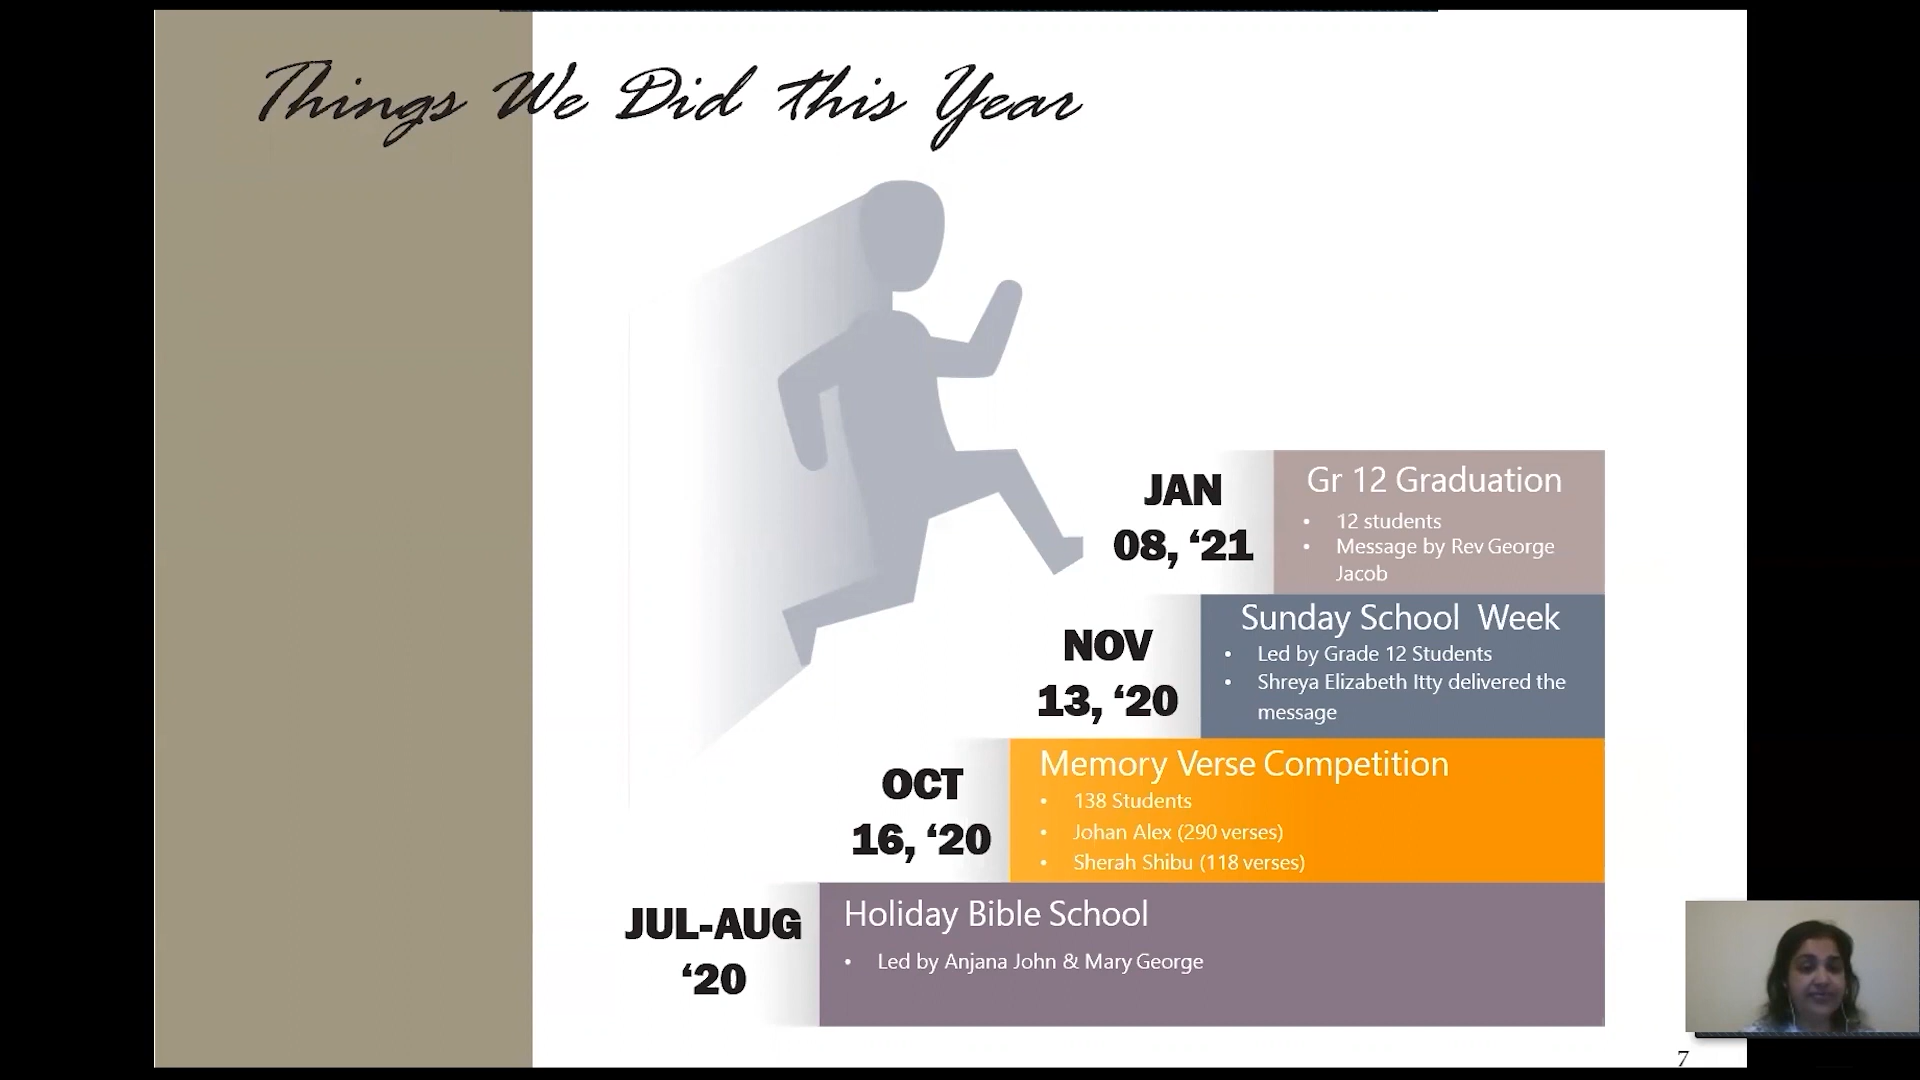 Things We Did this Year
JAN
08, ‘21
Gr 12 Graduation
• 12 students
• Message by Rev George
Jacob
NOV
13, ‘20
Sunday School Week
• Led by Grade 12 Students
• Shreya Elizabeth Itty delivered the
message
OCT
16, ‘20
Memory Verse Competition
• 138 Students
• Johan Alex (290 verses)
• Sherah Shibu (118 verses)
JUL-AUG
‘20
Holiday Bible School
• Led by Anjana John & Mary George
7